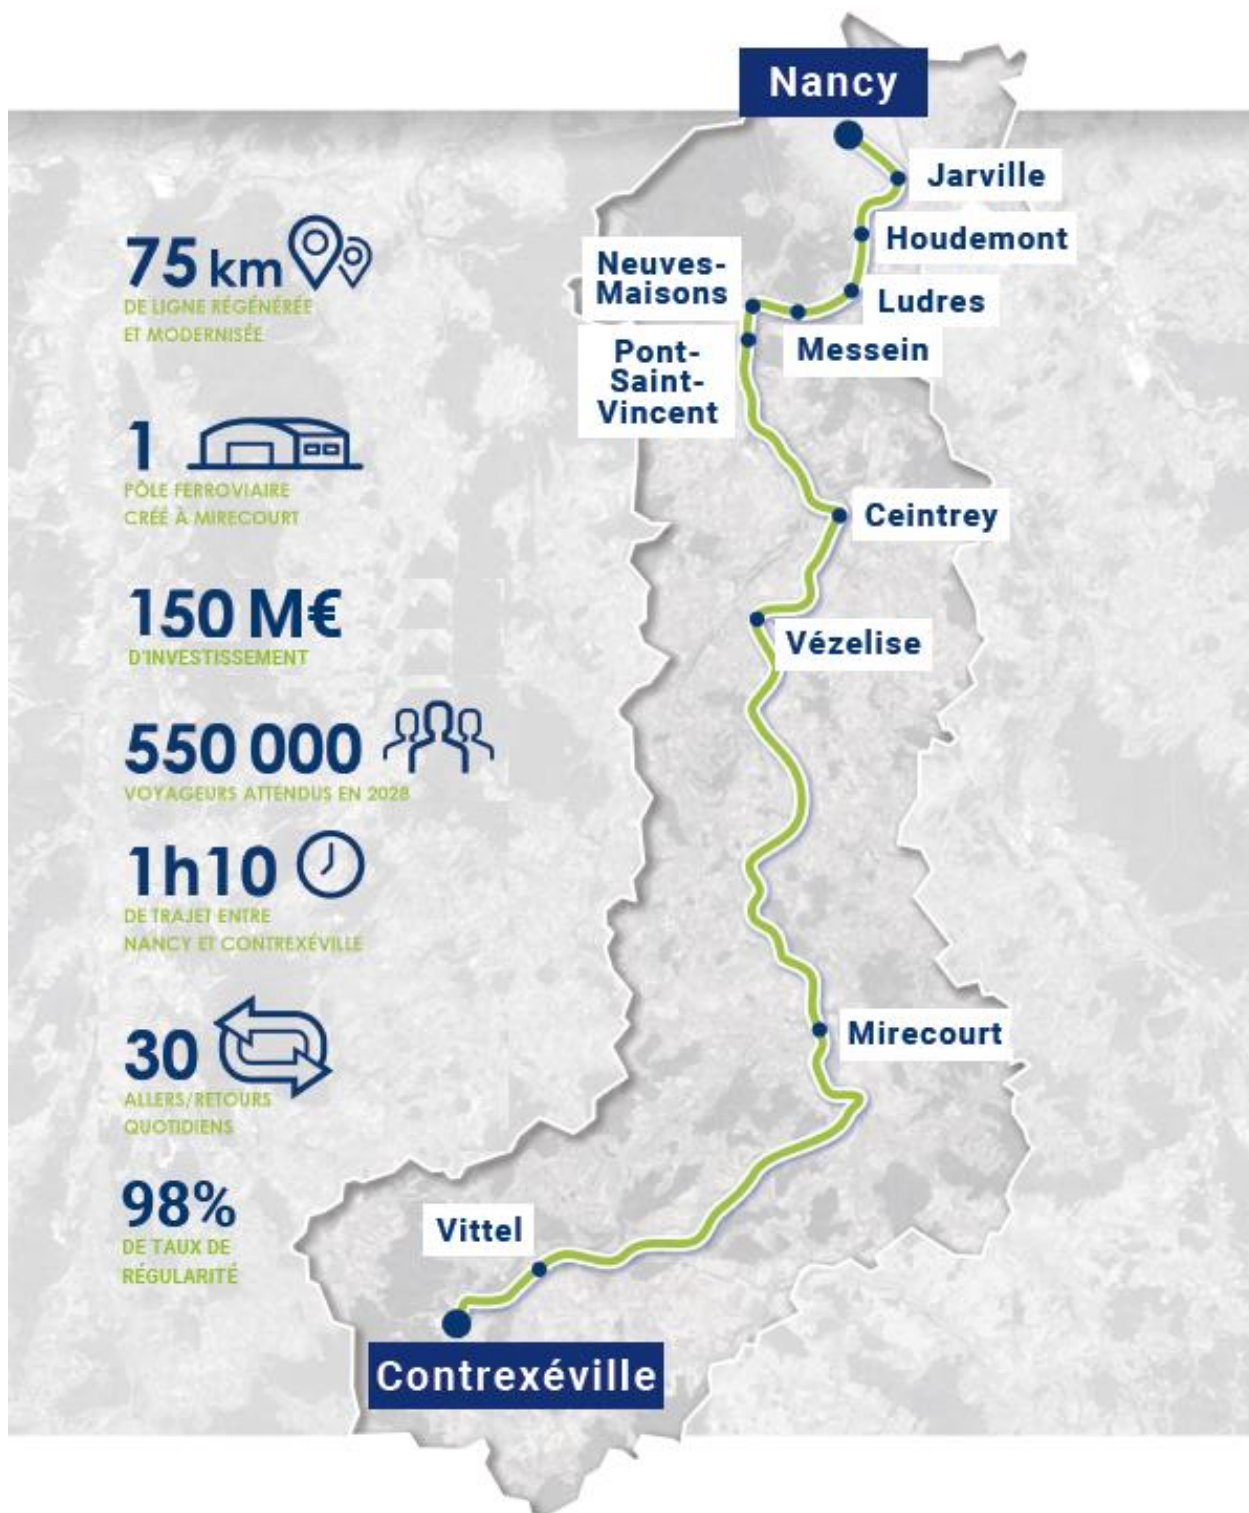 Nancy
Jarville
Houdemont
Neuves-
Maisons
Ludres
Messein
Pont-
Saint-
Vincent
Ceintrey
Vézelise
Mirecourt
Vittel
Contrexéville
75 km
DE LIGNE RÉGÉNÉRÉE
ET MODERNISÉE
1
PÔLE FERROVIAIRE
CRÉÉ À MIRECOURT
150 M€
D'INVESTISSEMENT
550 000
VOYAGEURS ATTENDUS EN 2028
1h10
DE TRAJET ENTRE
NANCY ET CONTREXÉVILLE
30
ALLERS/RETOURS
QUOTIDIENS
98%
DE TAUX DE
RÉGULARITÉ